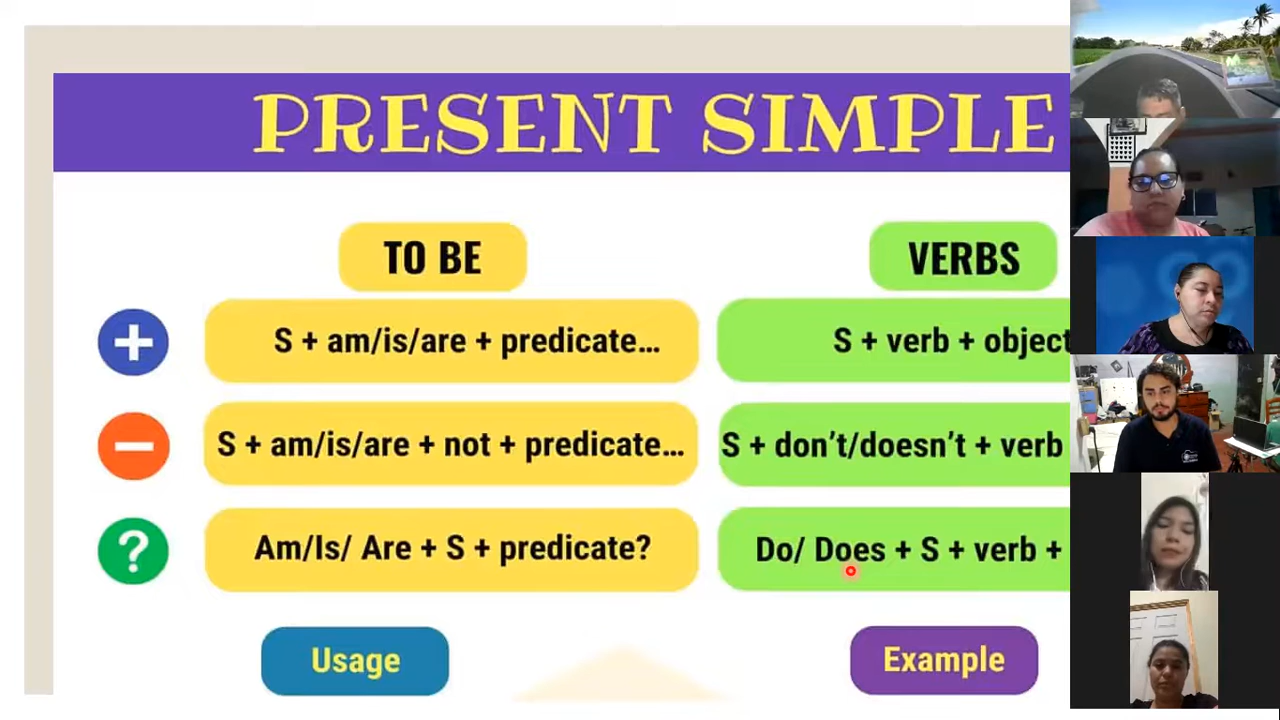 PRESENT SIMPLE
TO BE
VERBS
S + am/is/are + predicate...
S + verb + object
S + am/is/are + not + predicate...
S + don't/doesn't + verb
Am/Is/ Are + S + predicate?
Do/ Does + S + verb +
Usage
Example